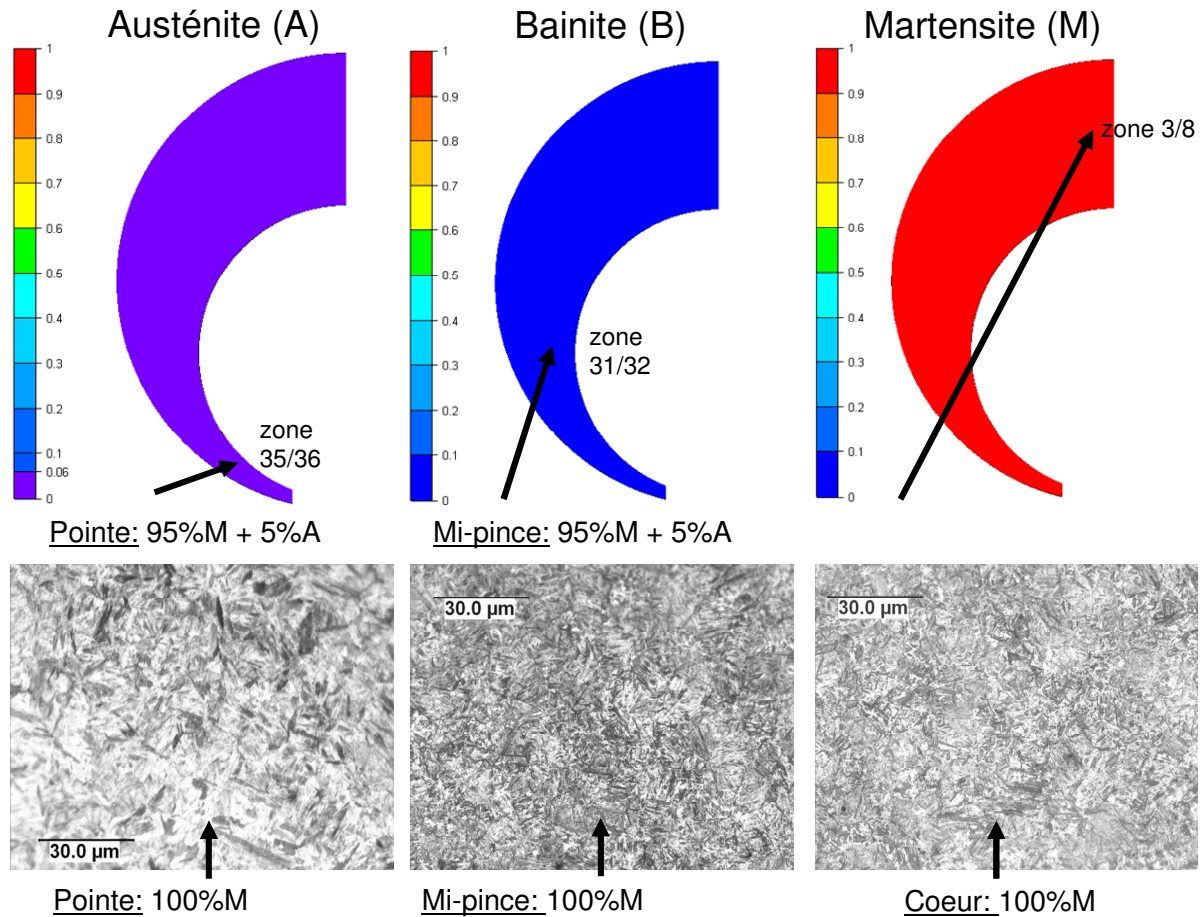 Austénite (A)
Bainite (B)
Martensite (M)
1
0.9
0.8
0.7
0.6
0.5
0.4
0.3
0.2
0.1
0.06
0
zone
35/36
1
0.9
0.8
0.7
0.6
0.5
0.4
0.3
0.2
0.1
0
zone
31/32
1
0.9
0.8
0.7
0.6
0.5
0.4
0.3
0.2
0.1
0
zone 3/8
Pointe: 95%M + 5%A
Mi-pince: 95%M + 5%A
30.0 µm
30.0 µm
30.0 µm
Pointe: 100%M
Mi-pince: 100%M
Coeur: 100%M